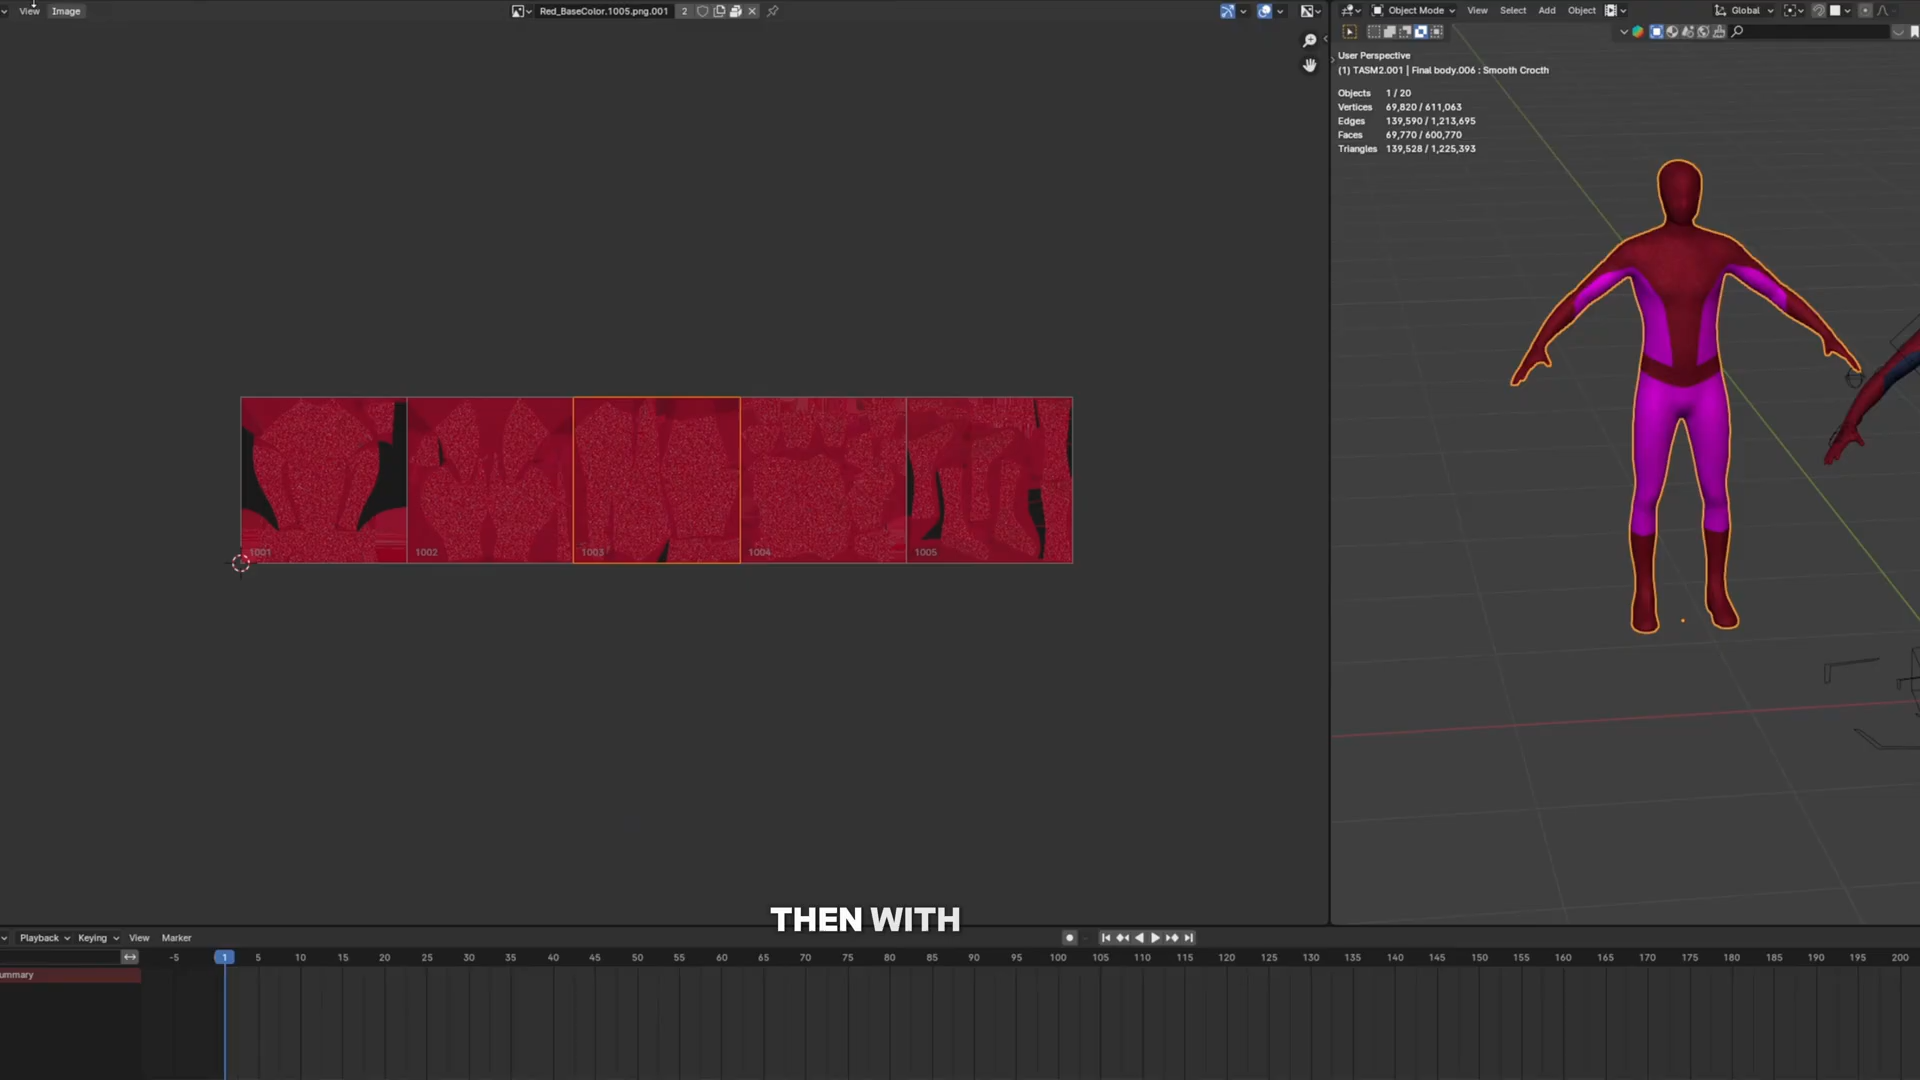 View Image
Red_BaseColor.1005.png.001 2
Object Mode View Select Add Object
Global
User Perspective
(1) TASM2.001 | Final body.006 : Smooth Crocth
Objects 1 / 20
Vertices 69,820 / 611,063
Edges 139,590 / 1,213,695
Faces 69,770 / 600,770
Triangles 139,528 / 1,225,393
1001 1002 1003 1004 1005
THEN WITH
Playback Keying View Marker
-5 1 5 10 15 20 25 30 35 40 45 50 55 60 65 70 75 80 85 90 95 100 105 110 115 120 125 130 135 140 145 150 155 160 165 170 175 180 185 190 195 200
ummary